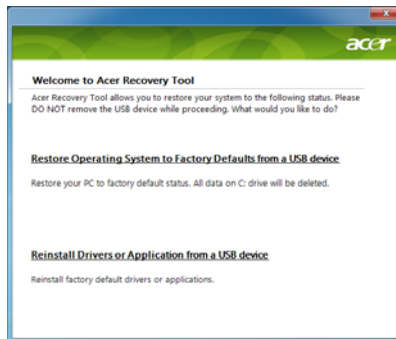 acer
Welcome to Acer Recovery Tool
Acer Recovery Tool allows you to restore your system to the following status. Please
DO NOT remove the USB device while proceeding. What would you like to do?
Restore Operating System to Factory Defaults from a USB device
Restore your PC to factory default status. All data on C: drive will be deleted.
Reinstall Drivers or Application from a USB device
Reinstall factory default drivers or applications.